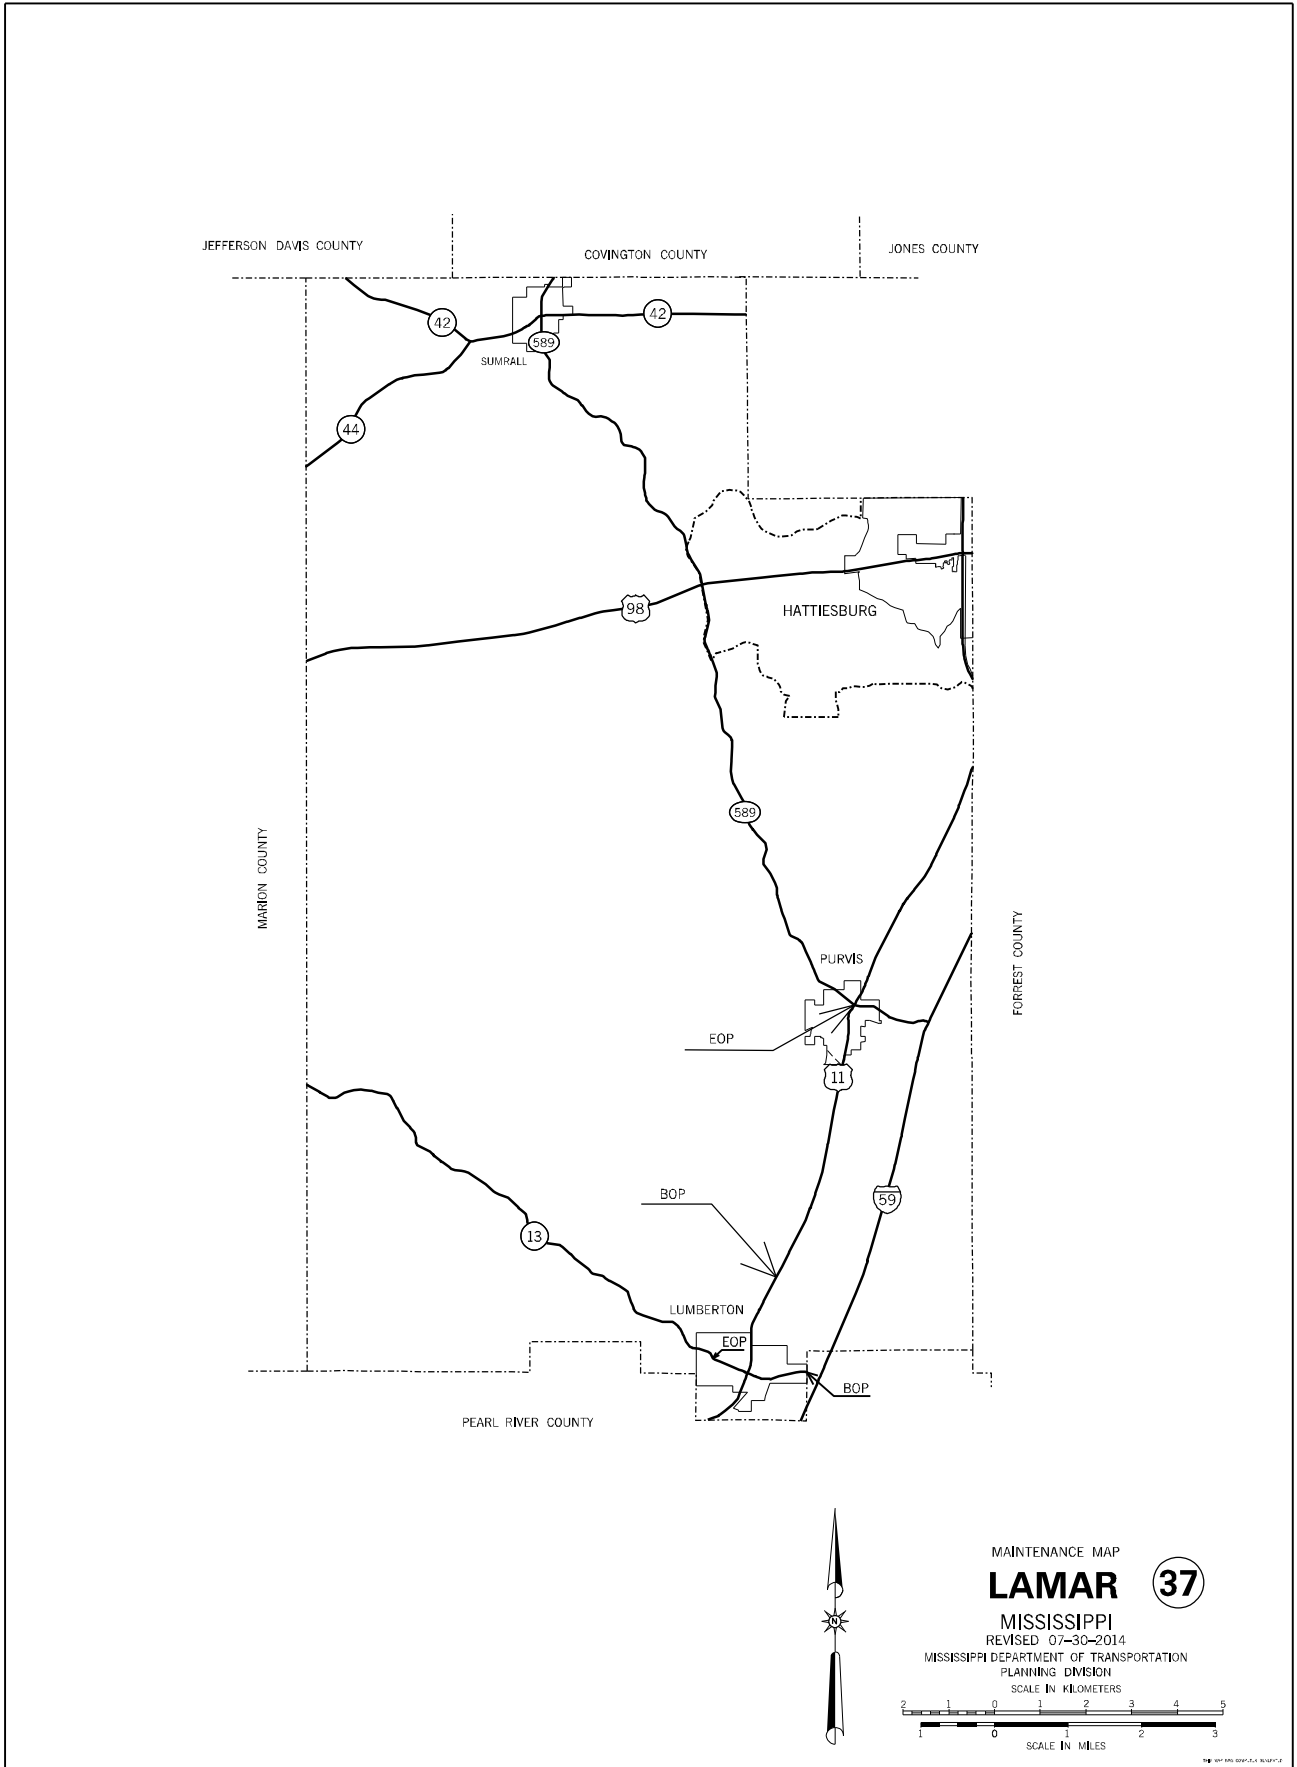 JEFFERSON DAVIS COUNTY
COVINGTON COUNTY
JONES COUNTY
42
42
589
SUMRALL
44
98
HATTIESBURG
589
MARION COUNTY
FORREST COUNTY
PURVIS
EOP
11
BOP
59
13
LUMBERTON
EOP
BOP
PEARL RIVER COUNTY
N
MAINTENANCE MAP
LAMAR 37
MISSISSIPPI
REVISED 07-30-2014
MISSISSIPPI DEPARTMENT OF TRANSPORTATION
PLANNING DIVISION
SCALE IN KILOMETERS
2 1 0 1 2 3 4 5
1 0 1 2 3
SCALE IN MILES